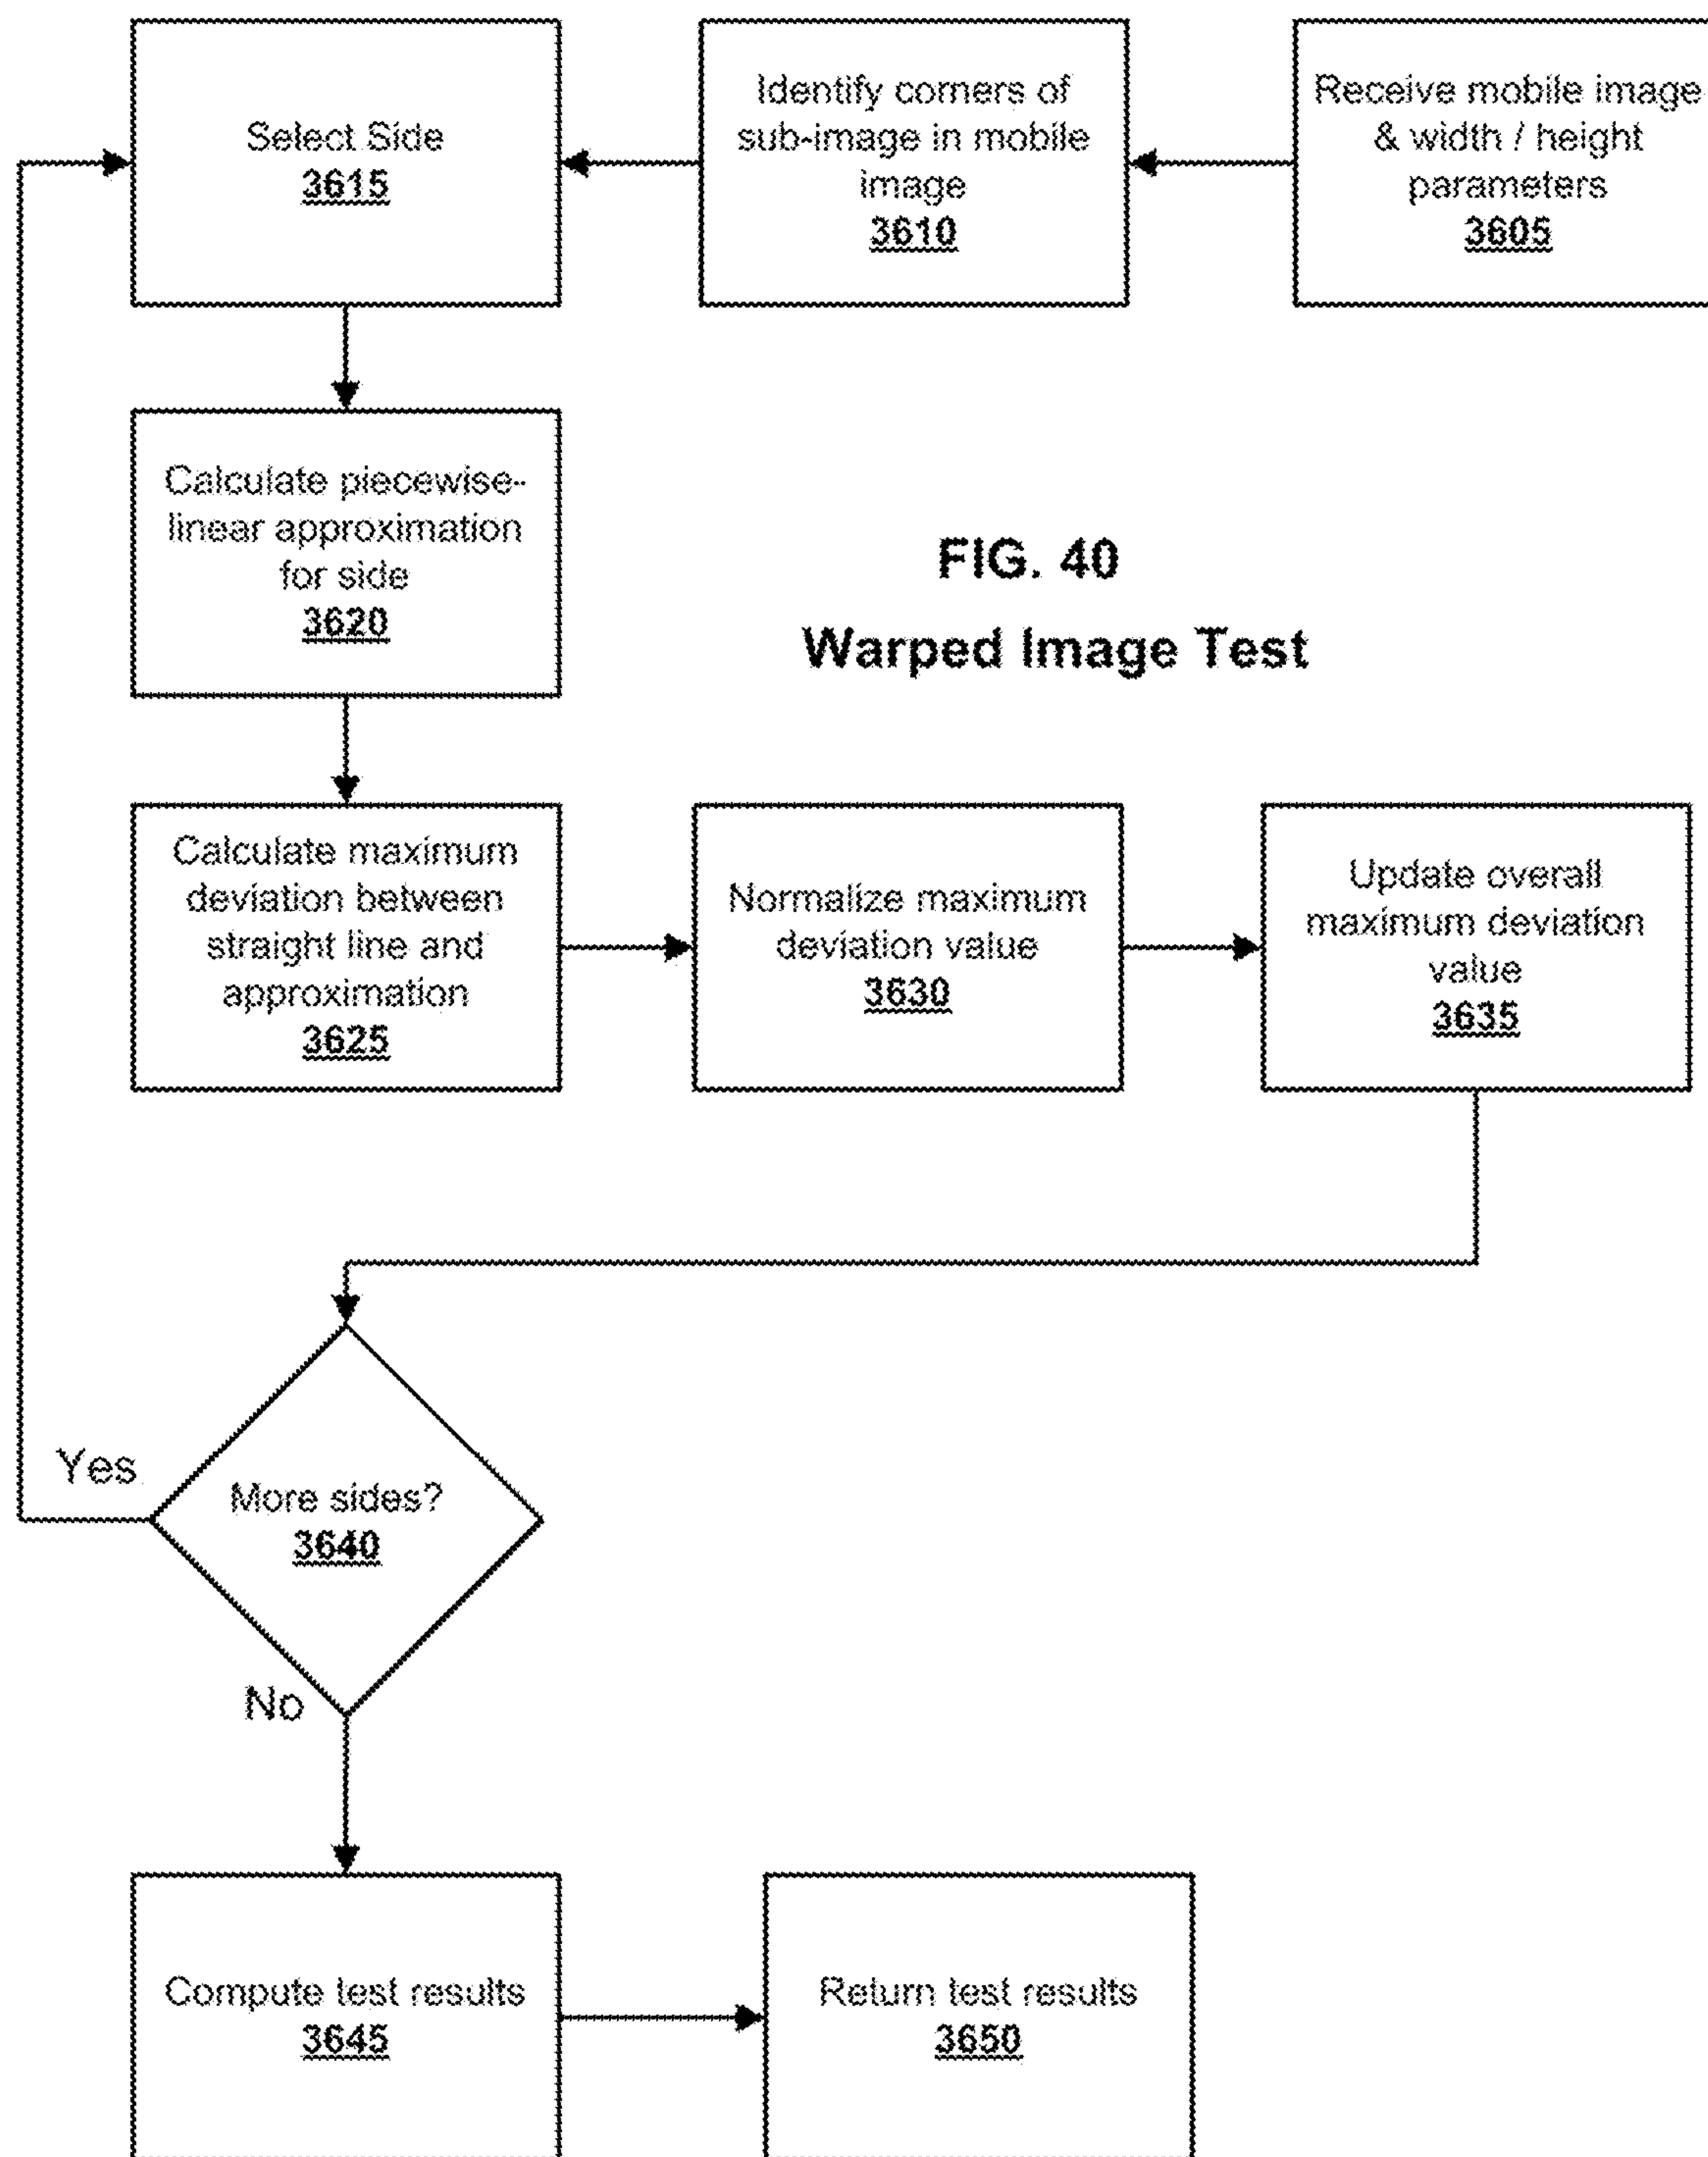 Receive mobile image
& width / height
parameters
3605
Identify corners of
sub-image in mobile
image
3610
Select Side
3615
Calculate piecewise-
linear approximation
for side
3620
FIG. 40
Warped Image Test
Calculate maximum
deviation between
straight line and
approximation
3625
Normalize maximum
deviation value
3630
Update overall
maximum deviation
value
3635
More sides?
3640
Yes
No
Compute test results
3645
Return test results
3650